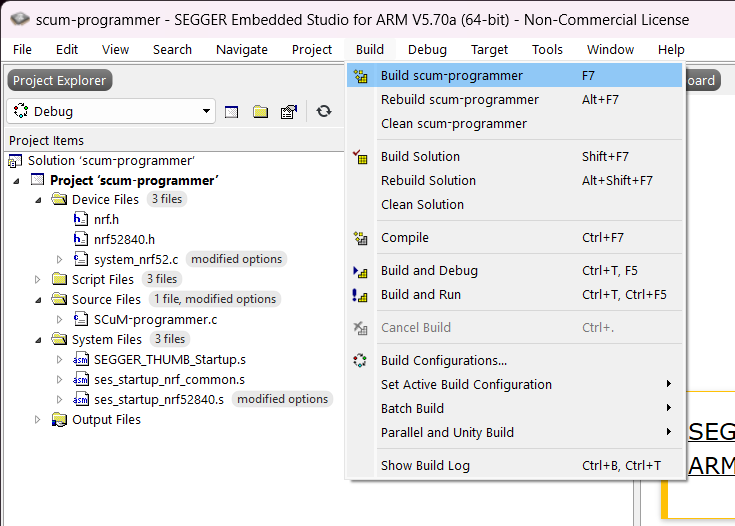 scum-programmer - SEGGER Embedded Studio for ARM V5.70a (64-bit) - Non-Commercial License
File Edit View Search Navigate Project Build Debug Target Tools Window Help
Project Explorer
Debug
Project Items
Solution 'scum-programmer'
Project 'scum-programmer'
Device Files 3 files
nrf.h
nrf52840.h
system_nrf52.c modified options
Script Files 3 files
Source Files 1 file, modified options
SCuM-programmer.c
System Files 3 files
SEGGER_THUMB_Startup.s
ses_startup_nrf_common.s
ses_startup_nrf52840.s modified options
Output Files
Build scum-programmer F7
Rebuild scum-programmer Alt+F7
Clean scum-programmer
Build Solution Shift+F7
Rebuild Solution Alt+Shift+F7
Clean Solution
Compile Ctrl+F7
Build and Debug Ctrl+T, F5
Build and Run Ctrl+T, Ctrl+F5
Cancel Build Ctrl+.
Build Configurations...
Set Active Build Configuration
Batch Build
Parallel and Unity Build
Show Build Log Ctrl+B, Ctrl+T
oard
SEG
ARM